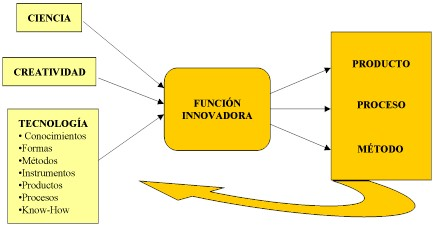 CIENCIA
CREATIVIDAD
TECNOLOGÍA
• Conocimientos
•Formas
•Métodos
•Instrumentos
•Productos
•Procesos
•Know-How
FUNCIÓN
INNOVADORA
PRODUCTO
PROCESO
MÉTODO